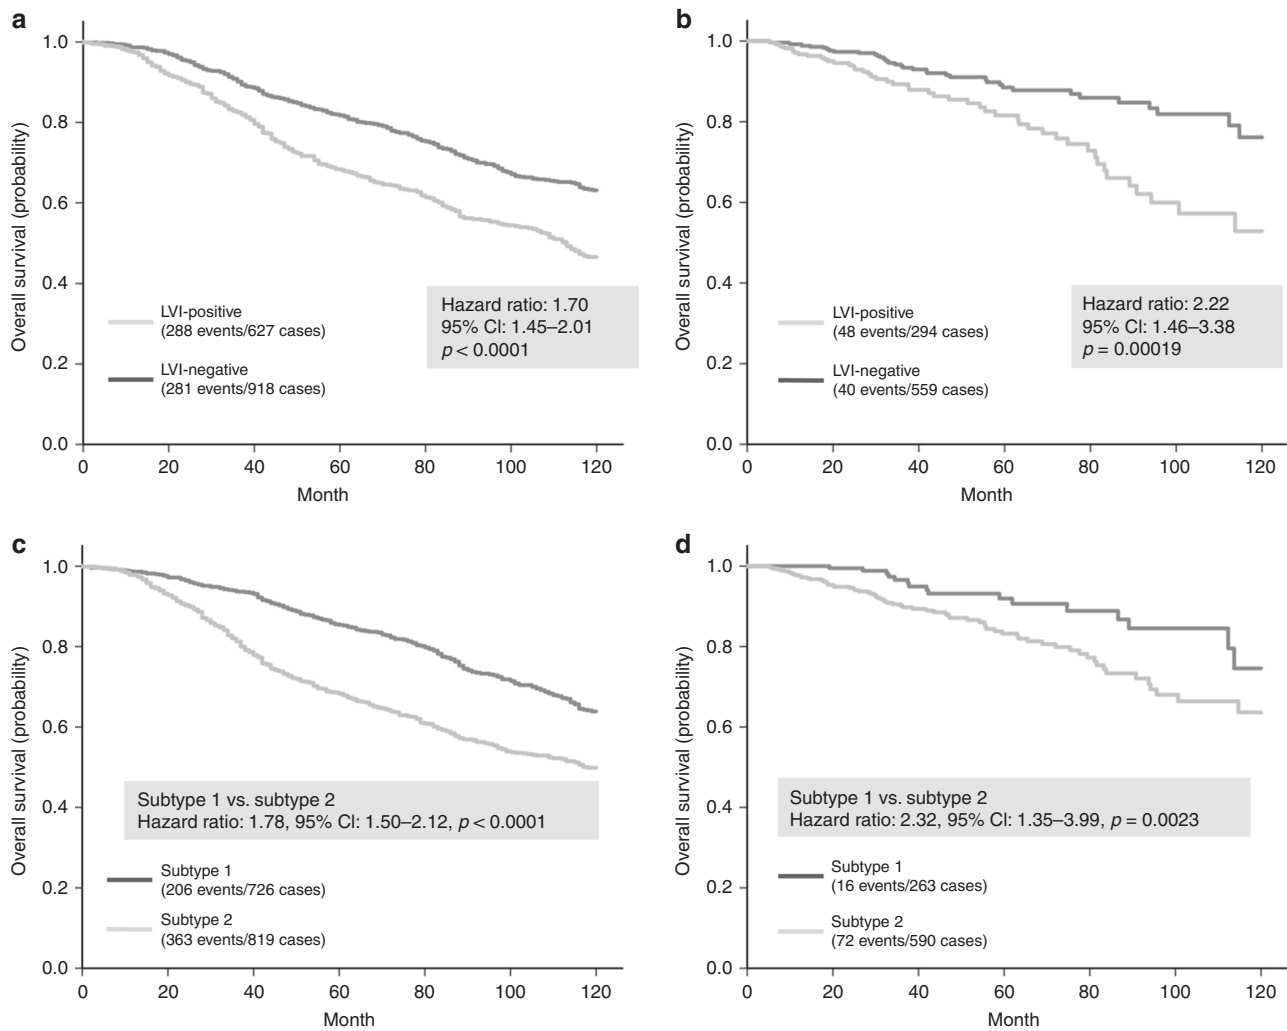 a
Overall survival (probability)
1.0
0.8
0.6
0.4
0.2
0.0
LVI-positive
(288 events/627 cases)
LVI-negative
(281 events/918 cases)
Hazard ratio: 1.70
95% CI: 1.45–2.01
p < 0.0001
0 20 40 60 80 100 120
Month
b
Overall survival (probability)
1.0
0.8
0.6
0.4
0.2
0.0
LVI-positive
(48 events/294 cases)
LVI-negative
(40 events/559 cases)
Hazard ratio: 2.22
95% CI: 1.46–3.38
p = 0.00019
0 20 40 60 80 100 120
Month
c
Overall survival (probability)
1.0
0.8
0.6
0.4
0.2
0.0
Subtype 1 vs. subtype 2
Hazard ratio: 1.78, 95% CI: 1.50–2.12, p < 0.0001
Subtype 1
(206 events/726 cases)
Subtype 2
(363 events/819 cases)
0 20 40 60 80 100 120
Month
d
Overall survival (probability)
1.0
0.8
0.6
0.4
0.2
0.0
Subtype 1 vs. subtype 2
Hazard ratio: 2.32, 95% CI: 1.35–3.99, p = 0.0023
Subtype 1
(16 events/263 cases)
Subtype 2
(72 events/590 cases)
0 20 40 60 80 100 120
Month